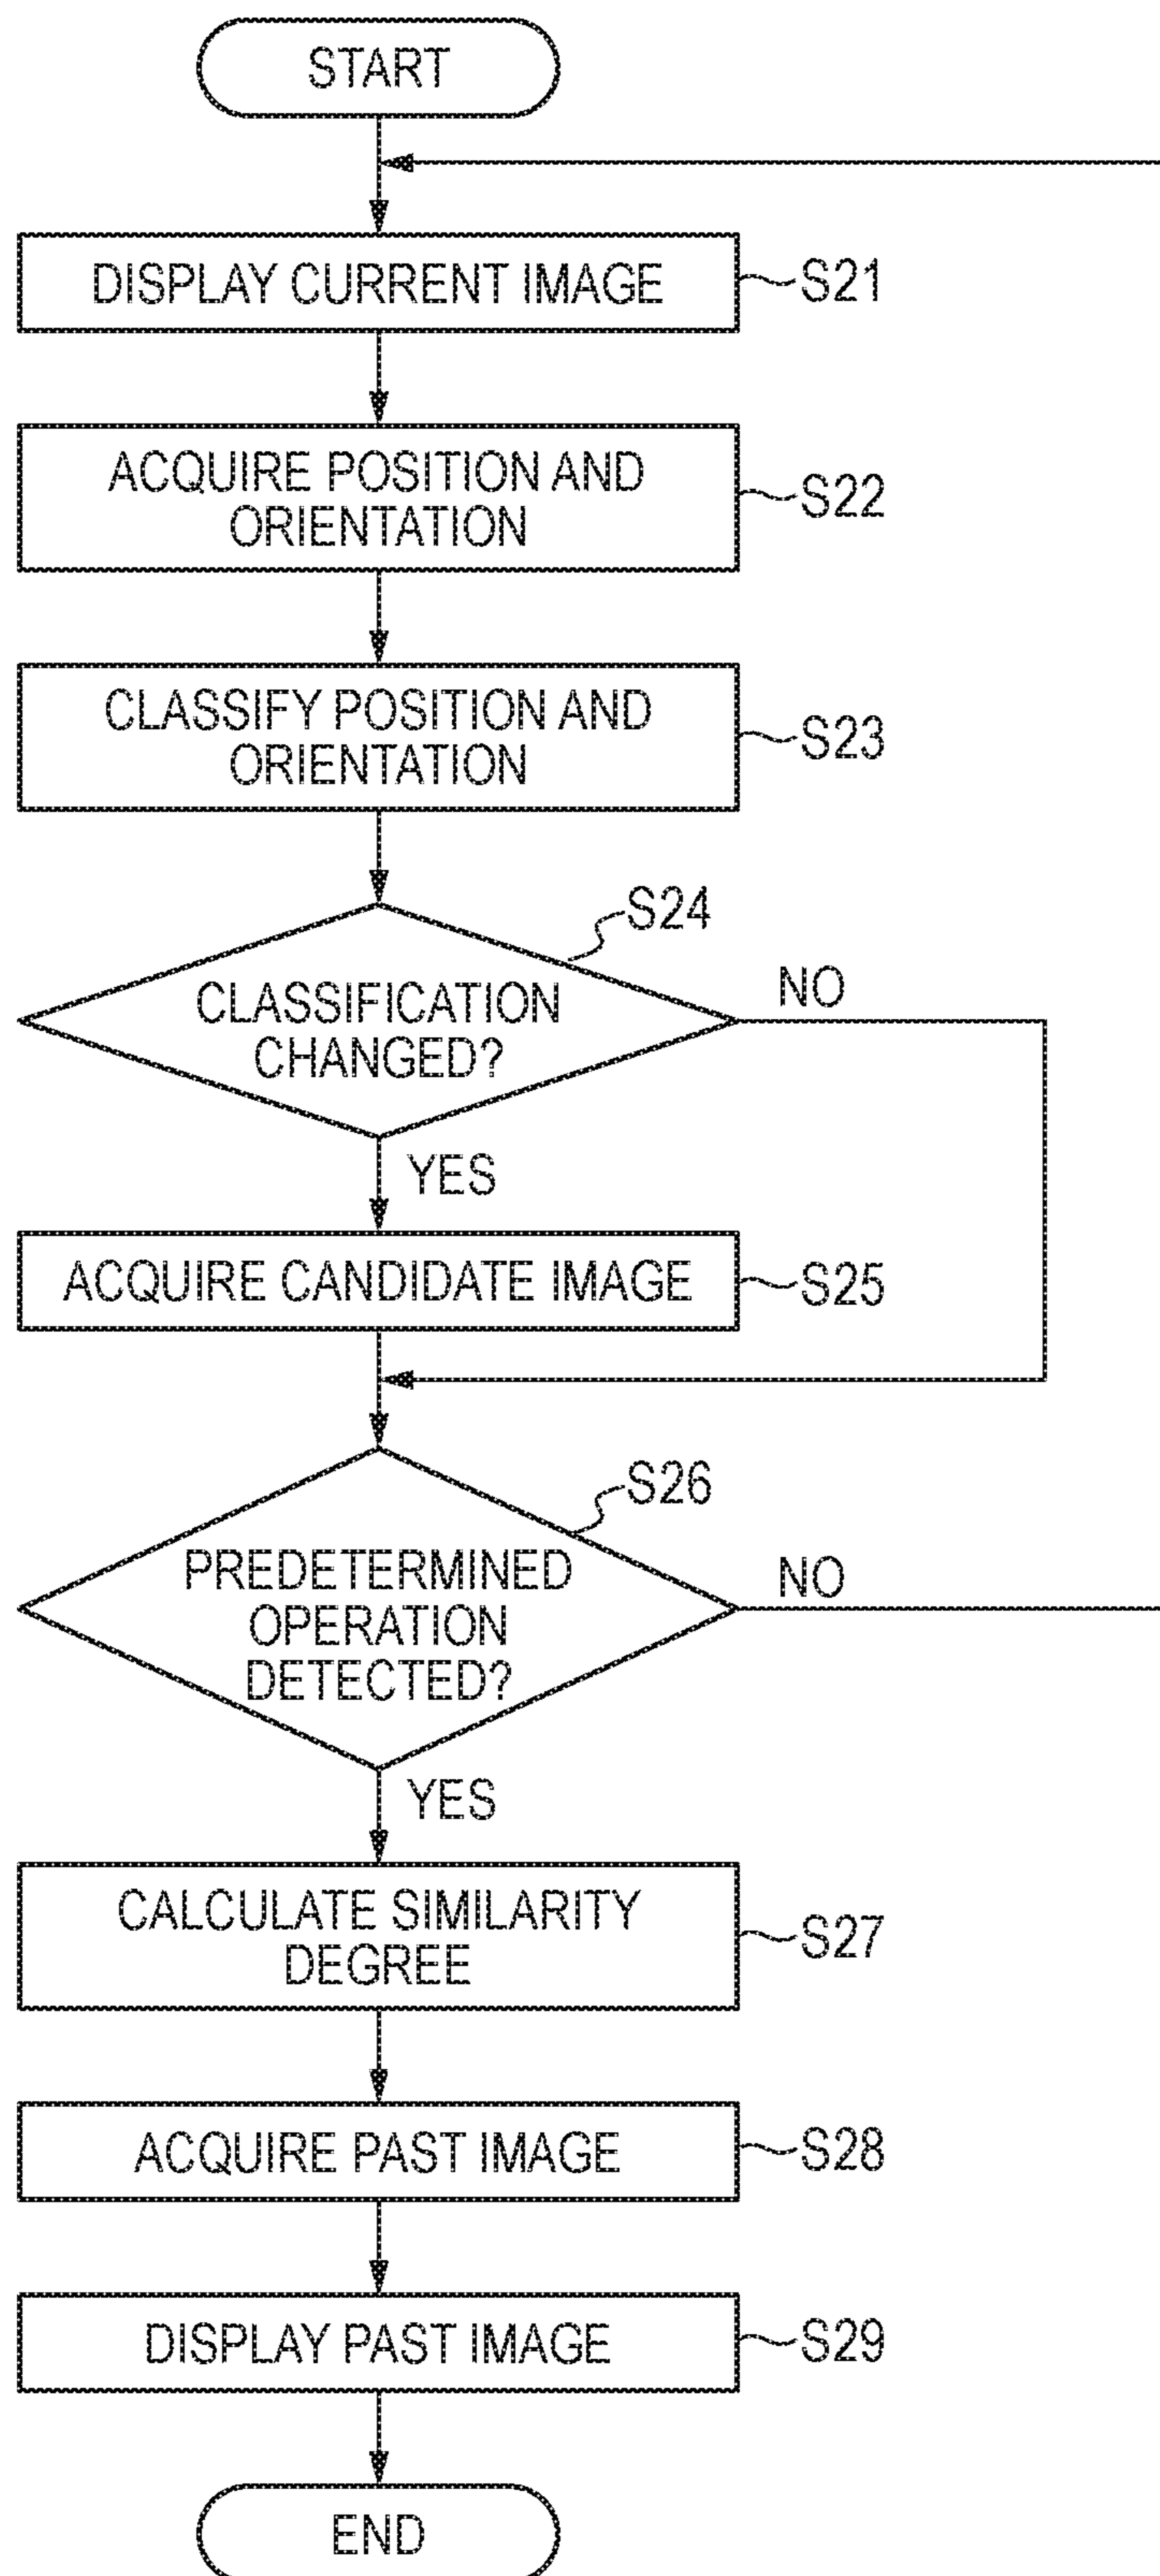 START
DISPLAY CURRENT IMAGE
S21
ACQUIRE POSITION AND
ORIENTATION
S22
CLASSIFY POSITION AND
ORIENTATION
S23
S24
CLASSIFICATION
CHANGED?
NO
YES
ACQUIRE CANDIDATE IMAGE
S25
S26
PREDETERMINED
OPERATION
DETECTED?
NO
YES
CALCULATE SIMILARITY
DEGREE
S27
ACQUIRE PAST IMAGE
S28
DISPLAY PAST IMAGE
S29
END